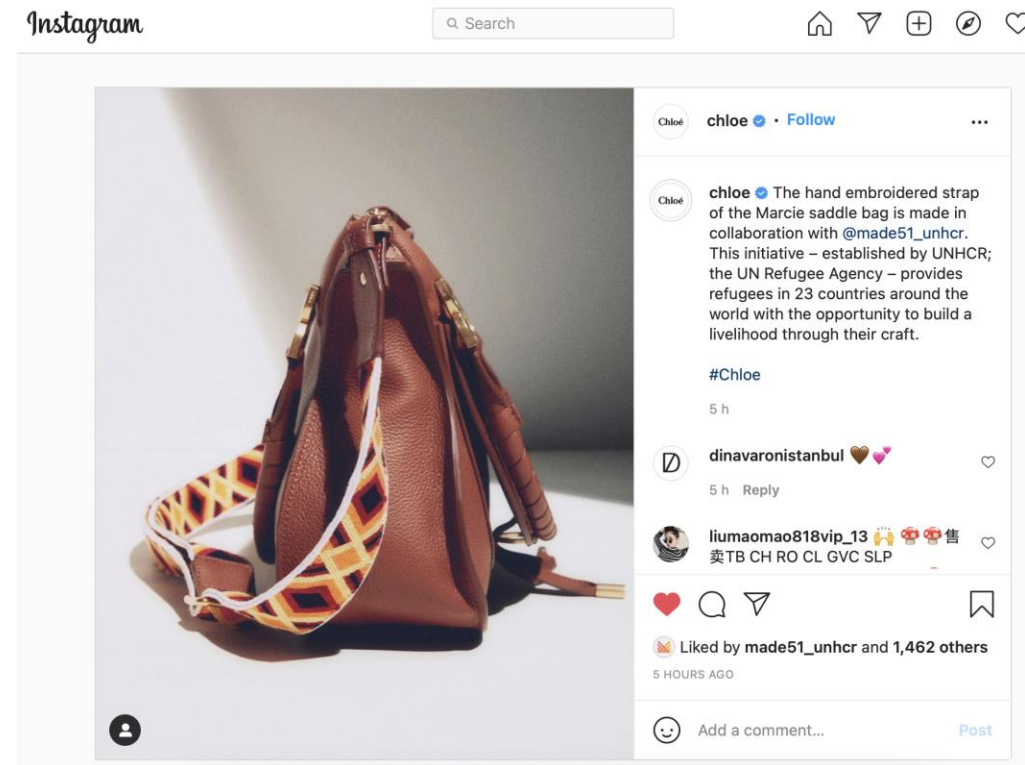 Instagram
Search
Chloé
chloe • Follow
Chloé
chloe The hand embroidered strap
of the Marcie saddle bag is made in
collaboration with @made51_unhcr.
This initiative – established by UNHCR;
the UN Refugee Agency – provides
refugees in 23 countries around the
world with the opportunity to build a
livelihood through their craft.
#Chloe
5 h
dinavaronistanbul 🤎💕
5 h Reply
liumaomao818vip_13 🙌 🍄🍄售
卖TB CH RO CL GVC SLP
Liked by made51_unhcr and 1,462 others
5 HOURS AGO
Add a comment...
Post